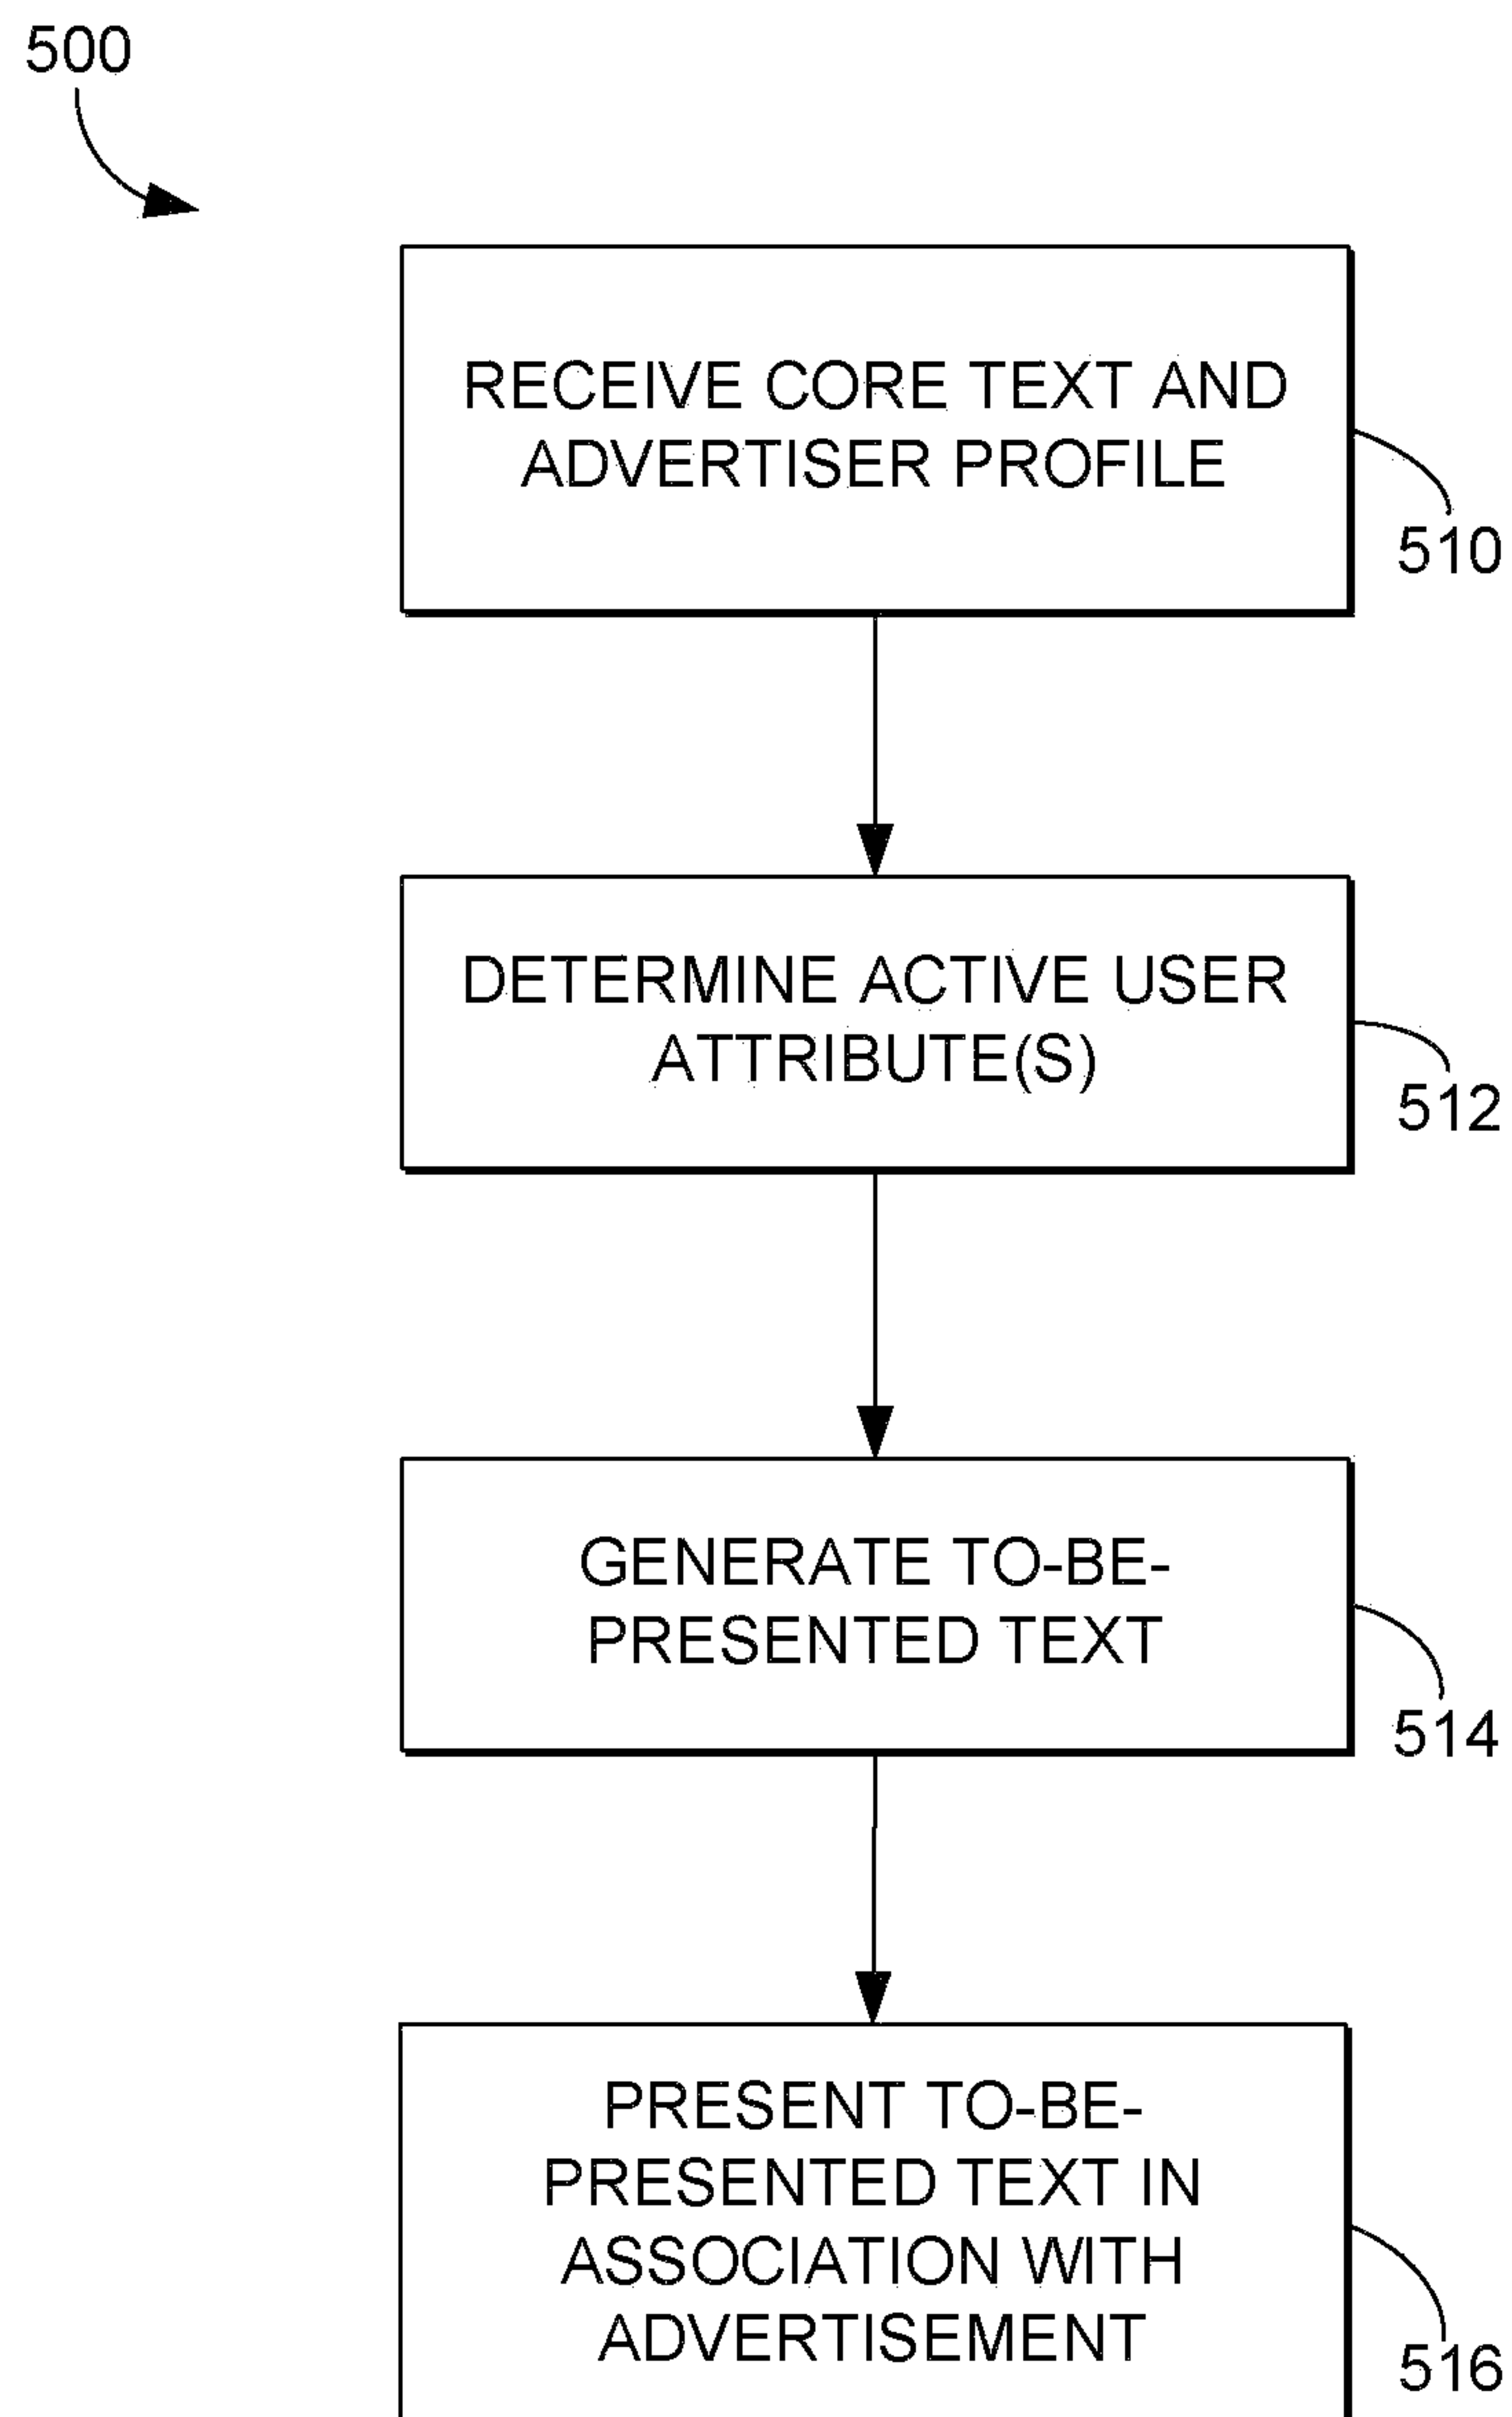 500
RECEIVE CORE TEXT AND
ADVERTISER PROFILE
510
DETERMINE ACTIVE USER
ATTRIBUTE(S)
512
GENERATE TO-BE-
PRESENTED TEXT
514
PRESENT TO-BE-
PRESENTED TEXT IN
ASSOCIATION WITH
ADVERTISEMENT
516